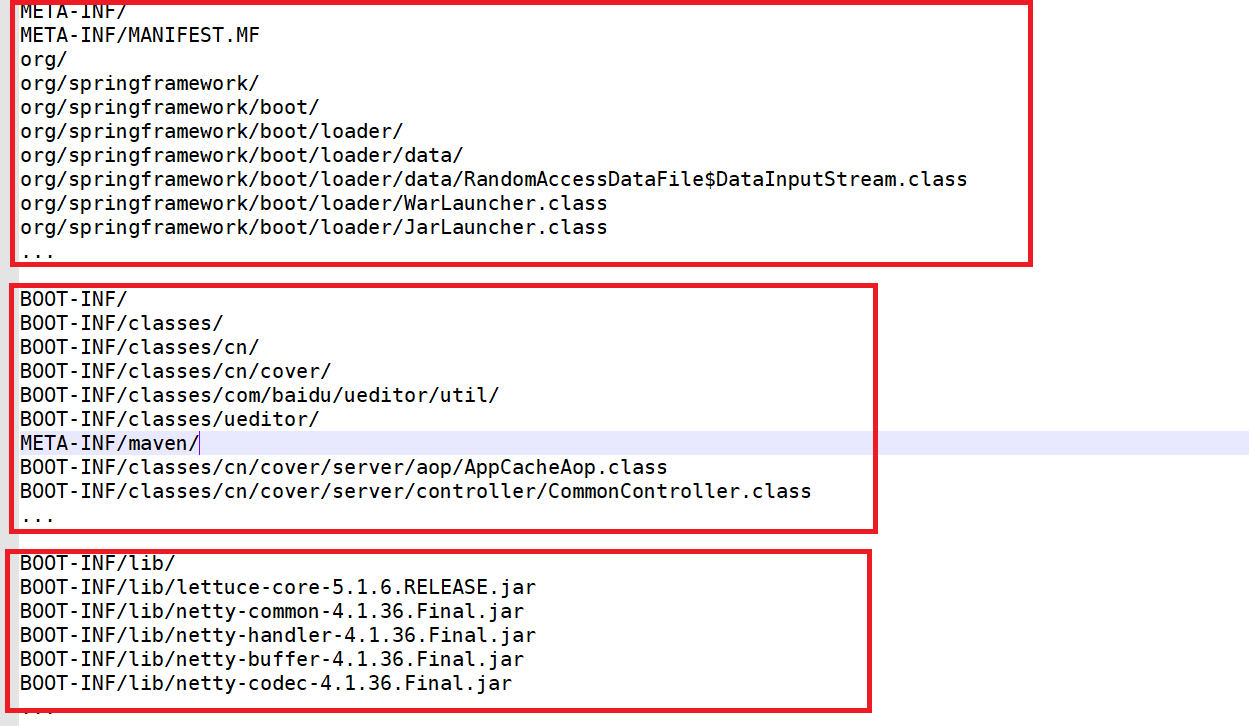 META-INF/
META-INF/MANIFEST.MF
org/
org/springframework/
org/springframework/boot/
org/springframework/boot/loader/
org/springframework/boot/loader/data/
org/springframework/boot/loader/data/RandomAccessDataFile$DataInputStream.class
org/springframework/boot/loader/WarLauncher.class
org/springframework/boot/loader/JarLauncher.class
...
BOOT-INF/
BOOT-INF/classes/
BOOT-INF/classes/cn/
BOOT-INF/classes/cn/cover/
BOOT-INF/classes/com/baidu/ueditor/util/
BOOT-INF/classes/ueditor/
META-INF/maven/
BOOT-INF/classes/cn/cover/server/aop/AppCacheAop.class
BOOT-INF/classes/cn/cover/server/controller/CommonController.class
...
BOOT-INF/lib/
BOOT-INF/lib/lettuce-core-5.1.6.RELEASE.jar
BOOT-INF/lib/netty-common-4.1.36.Final.jar
BOOT-INF/lib/netty-handler-4.1.36.Final.jar
BOOT-INF/lib/netty-buffer-4.1.36.Final.jar
BOOT-INF/lib/netty-codec-4.1.36.Final.jar
...